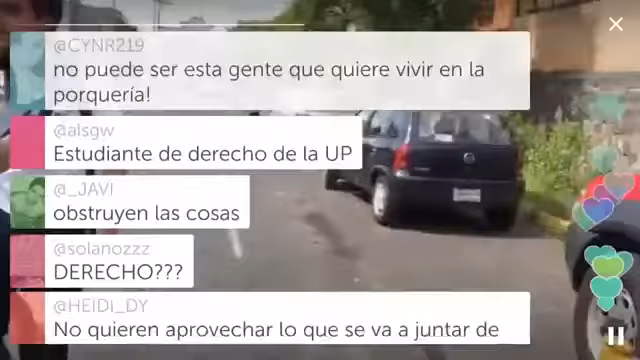 @CYNR219
no puede ser esta gente que quiere vivir en la
porquería!
@alsgw
Estudiante de derecho de la UP
@_JAVI
obstruyen las cosas
@solanozzz
DERECHO???
@HEIDI_DY
No quieren aprovechar lo que se va a juntar de